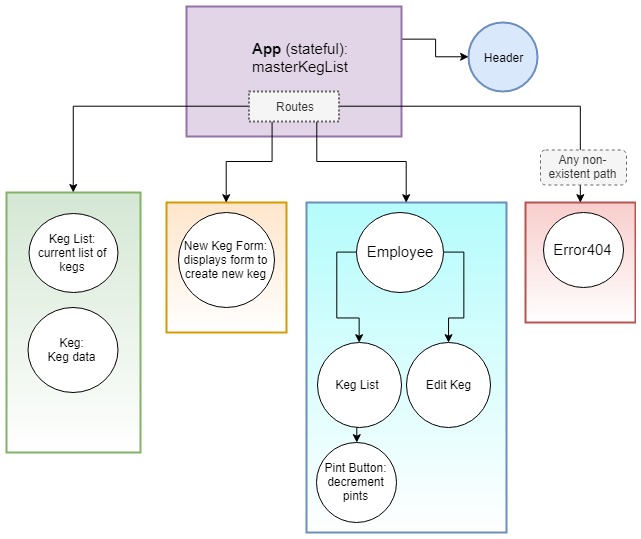 App (stateful):
masterKegList
Header
Routes
Any non-
existent path
Keg List:
current list of
kegs
Keg:
Keg data
New Keg Form:
displays form to
create new keg
Employee
Keg List
Edit Keg
Pint Button:
decrement
pints
Error404